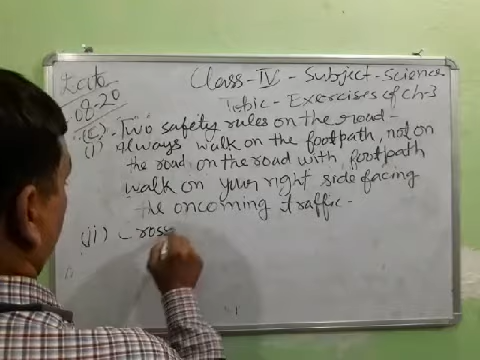 Date
Class-IV - Subject - Science
08-20
Topic - Exercises of Ch-3
(C). Two safety rules on the road -
(i) Always walk on the footpath, not on
the road, on the road with footpath
walk on your right side facing
the oncoming traffic -
(ii) Cross